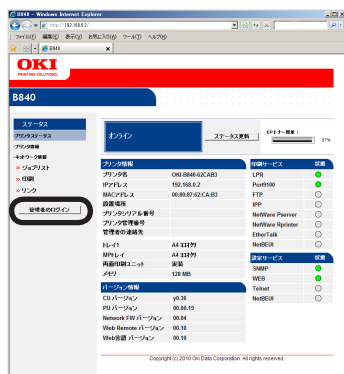 B840 - Windows Internet Explorer
http://192.168.0.2/
ファイル(F) 編集(E) 表示(V) お気に入り(A) ツール(T) ヘルプ(H)
B840
OKI
PRINTING SOLUTIONS
B840
ステータス
プリンタステータス
プリンタ情報
ネットワーク情報
ジョブリスト
印刷
リンク
管理者のログイン
オンライン
ステータス更新
EPトナー残量:
97%
プリンタ情報
プリンタ名 OKI-B840-62CAB3
IPアドレス 192.168.0.2
MACアドレス 00:80:87:62:CA:B3
設置場所
プリンタシリアル番号
プリンタ管理番号
管理者の連絡先
トレイ1 A4 ヨコ
MPトレイ A4 ヨコ
両面印刷ユニット 実装
メモリ 128 MB
バージョン情報
CU バージョン y0.36
PU バージョン 00.00.15
Network FW バージョン 00.04
Web Remote バージョン 00.10
Web言語 バージョン 00.10
印刷サービス 状態
LPR
Port9100
FTP
IPP
NetWare Pserver
NetWare Rprinter
EtherTalk
NetBEUI
設定サービス 状態
SNMP
WEB
Telnet
NetBEUI
Copyright (c) 2010 Oki Data Corporation. All rights reserved.